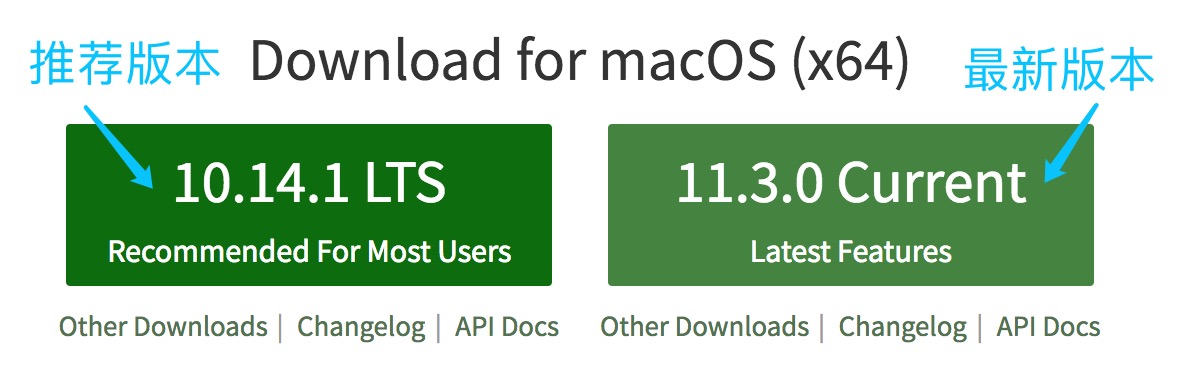 推荐版本
Download for macOS (x64)
最新版本
10.14.1 LTS
Recommended For Most Users
11.3.0 Current
Latest Features
Other Downloads | Changelog | API Docs
Other Downloads | Changelog | API Docs